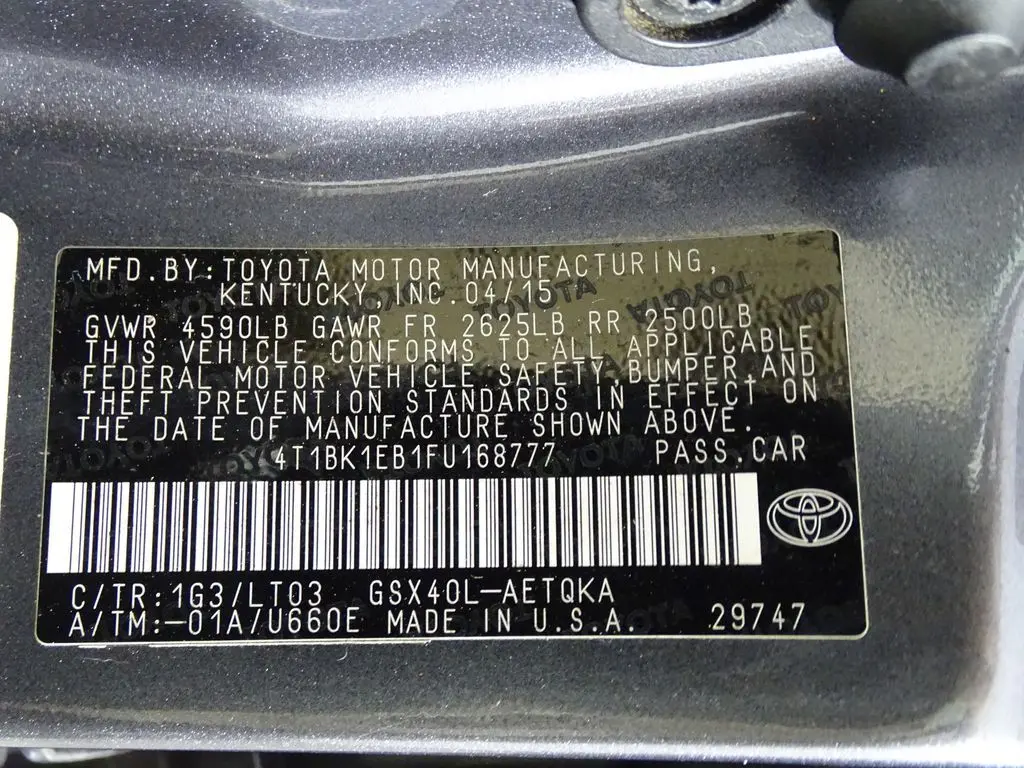 MFD.BY:TOYOTA MOTOR MANUFACTURING,
KENTUCKY, INC.04/15
GVWR 4590LB GAWR FR 2625LB RR 2500LB
THIS VEHICLE CONFORMS TO ALL APPLICABLE
FEDERAL MOTOR VEHICLE SAFETY,BUMPER,AND
THEFT PREVENTION STANDARDS IN EFFECT ON
THE DATE OF MANUFACTURE SHOWN ABOVE.
4T1BK1EB1FU168777 PASS.CAR
C/TR:1G3/LT03 GSX40L-AETQKA
A/TM:-01A/U660E MADE IN U.S.A. 29747